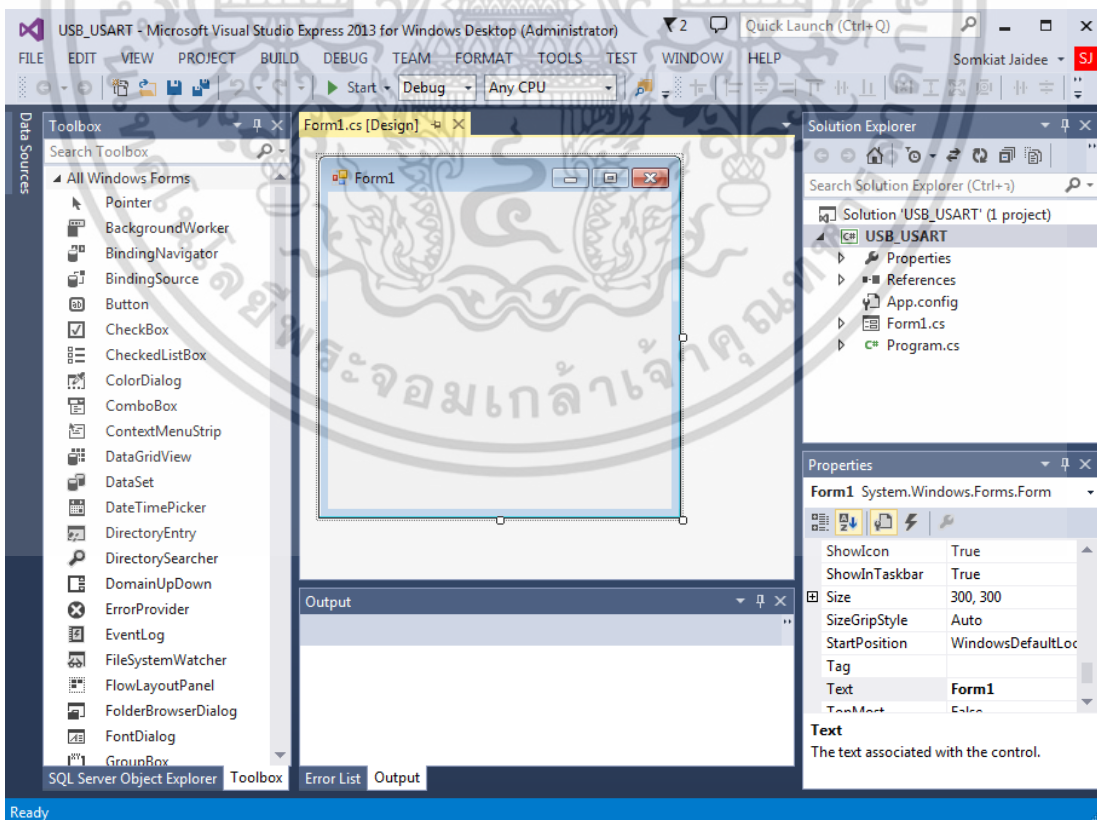 USB_USART - Microsoft Visual Studio Express 2013 for Windows Desktop (Administrator)
2
Quick Launch (Ctrl+Q)
FILE EDIT VIEW PROJECT BUILD DEBUG TEAM FORMAT TOOLS TEST WINDOW HELP
Somkiat Jaidee SJ
Start Debug Any CPU
Data Sources
Toolbox
Search Toolbox
All Windows Forms
Pointer
BackgroundWorker
BindingNavigator
BindingSource
Button
CheckBox
CheckedListBox
ColorDialog
ComboBox
ContextMenuStrip
DataGridView
DataSet
DateTimePicker
DirectoryEntry
DirectorySearcher
DomainUpDown
ErrorProvider
EventLog
FileSystemWatcher
FlowLayoutPanel
FolderBrowserDialog
FontDialog
GroupBox
SQL Server Object Explorer Toolbox
Form1.cs [Design]
Form1
Output
Error List Output
Solution Explorer
Search Solution Explorer (Ctrl+ว)
Solution 'USB_USART' (1 project)
C# USB_USART
Properties
References
App.config
Form1.cs
C# Program.cs
Properties
Form1 System.Windows.Forms.Form
ShowIcon True
ShowInTaskbar True
Size 300, 300
SizeGripStyle Auto
StartPosition WindowsDefaultLoc
Tag
Text Form1
TopMost False
Text
The text associated with the control.
Ready